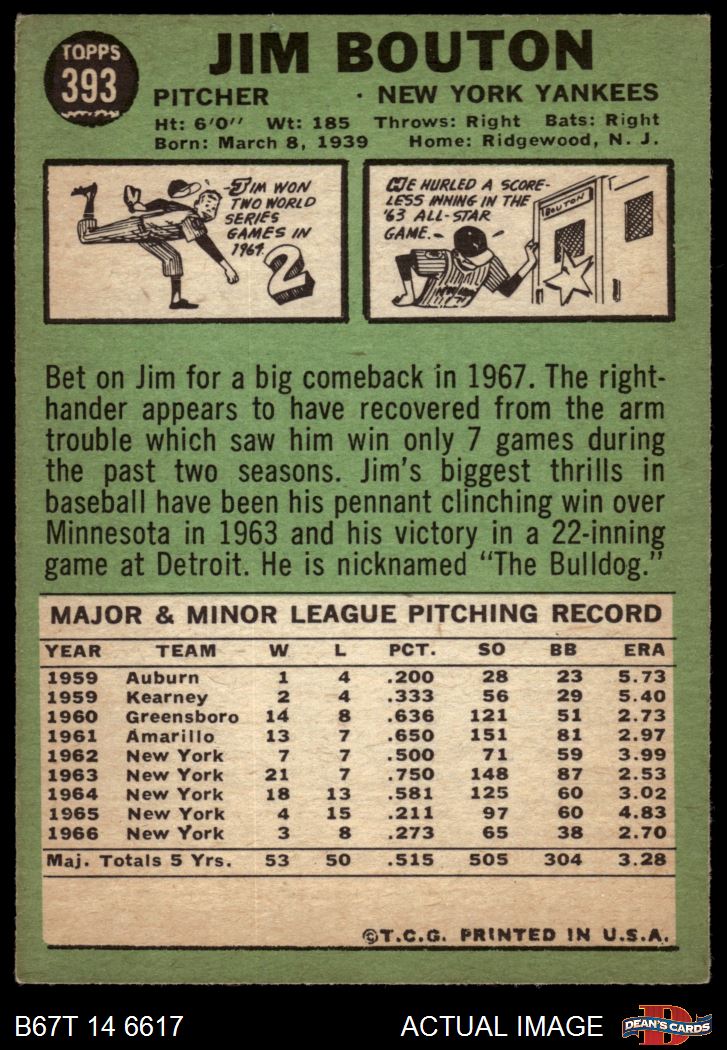 TOPPS
393
JIM BOUTON
PITCHER · NEW YORK YANKEES
Ht: 6'0" Wt: 185 Throws: Right Bats: Right
Born: March 8, 1939 Home: Ridgewood, N. J.
JIM WON
TWO WORLD
SERIES
GAMES IN
1964.
2
HE HURLED A SCORE-
LESS INNING IN THE
'63 ALL-STAR
GAME.
BOUTON
Bet on Jim for a big comeback in 1967. The right-
hander appears to have recovered from the arm
trouble which saw him win only 7 games during
the past two seasons. Jim's biggest thrills in
baseball have been his pennant clinching win over
Minnesota in 1963 and his victory in a 22-inning
game at Detroit. He is nicknamed "The Bulldog."
MAJOR & MINOR LEAGUE PITCHING RECORD
YEAR TEAM W L PCT. SO BB ERA
1959 Auburn 1 4 .200 28 23 5.73
1959 Kearney 2 4 .333 56 29 5.40
1960 Greensboro 14 8 .636 121 51 2.73
1961 Amarillo 13 7 .650 151 81 2.97
1962 New York 7 7 .500 71 59 3.99
1963 New York 21 7 .750 148 87 2.53
1964 New York 18 13 .581 125 60 3.02
1965 New York 4 15 .211 97 60 4.83
1966 New York 3 8 .273 65 38 2.70
Maj. Totals 5 Yrs. 53 50 .515 505 304 3.28
©T.C.G. PRINTED IN U.S.A.
B67T 14 6617 ACTUAL IMAGE
D
DEAN'S CARDS